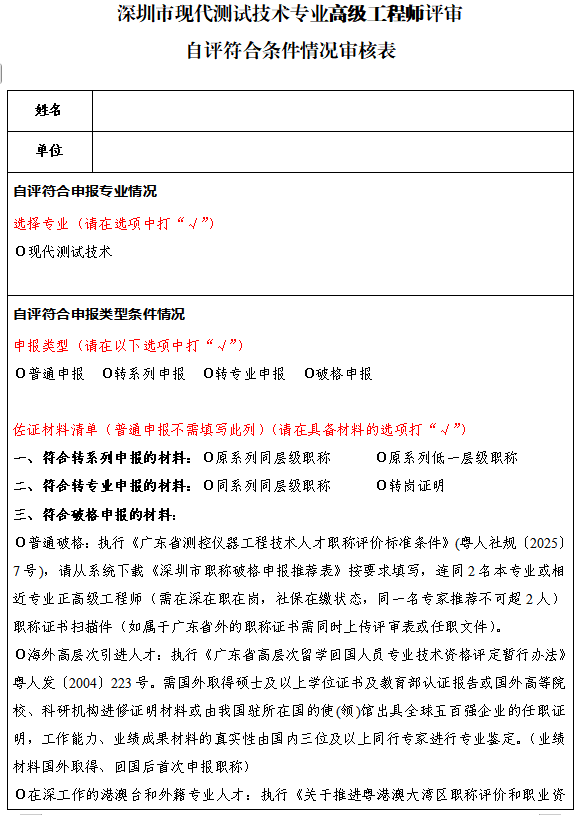 深圳市现代测试技术专业高级工程师评审
自评符合条件情况审核表
姓名
单位
自评符合申报专业情况
选择专业（请在选项中打“√”）
O现代测试技术
自评符合申报类型条件情况
申报类型（请在以下选项中打“√”）
O普通申报 O转系列申报 O转专业申报 O破格申报
佐证材料清单（普通申报不需填写此列）（请在具备材料的选项打“√”）
一、符合转系列申报的材料：O原系列同层级职称 O原系列低一层级职称
二、符合转专业申报的材料：O同系列同层级职称 O转岗证明
三、符合破格申报的材料：
O普通破格：执行《广东省测控仪器工程技术人才职称评价标准条件》(粤人社规〔2025〕
7号)，请从系统下载《深圳市职称破格申报推荐表》按要求填写，连同2名本专业或相
近专业正高级工程师（需在深在职在岗，社保在缴状态，同一名专家推荐不可超2人）
职称证书扫描件（如属于广东省外的职称证书需同时上传评审表或任职文件）。
O海外高层次引进人才：执行《广东省高层次留学回国人员专业技术资格评定暂行办法》
粤人发〔2004〕223号。需国外取得硕士及以上学位证书及教育部认证报告或国外高等院
校、科研机构进修证明材料或由我国驻所在国的使(领)馆出具全球五百强企业的任职证
明，工作能力、业绩成果材料的真实性由国内三位及以上同行专家进行专业鉴定。（业绩
材料国外取得、回国后首次申报职称）
O在深工作的港澳台和外籍专业人才：执行《关于推进粤港澳大湾区职称评价和职业资